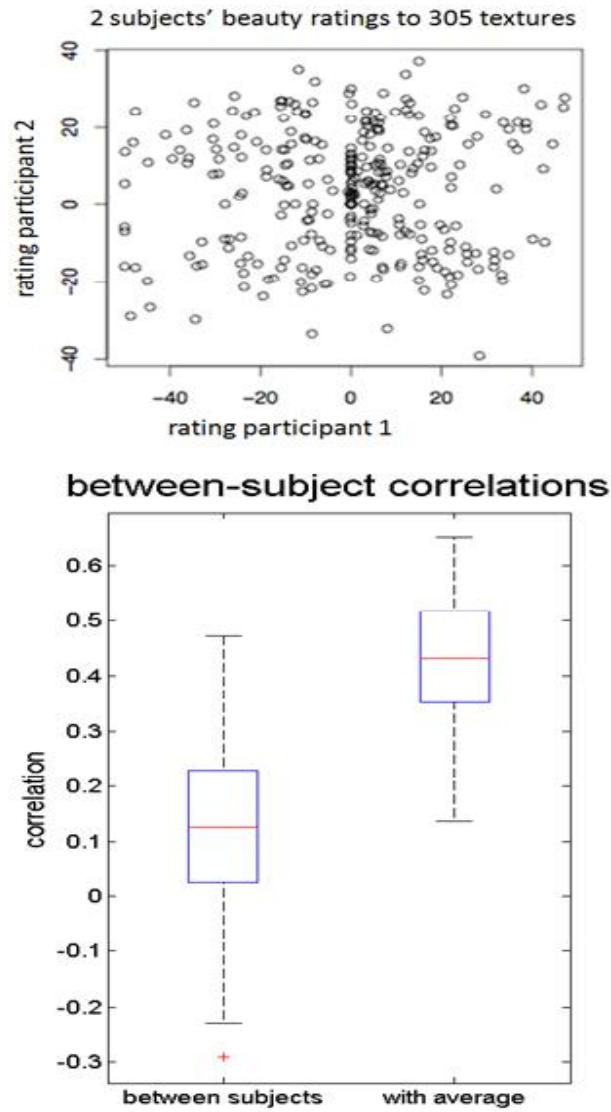 2 subjects' beauty ratings to 305 textures
40
20
0
-20
-40
rating participant 2
-40 -20 0 20 40
rating participant 1
between-subject correlations
0.6
0.5
0.4
0.3
0.2
0.1
0
-0.1
-0.2
-0.3
correlation
between subjects with average